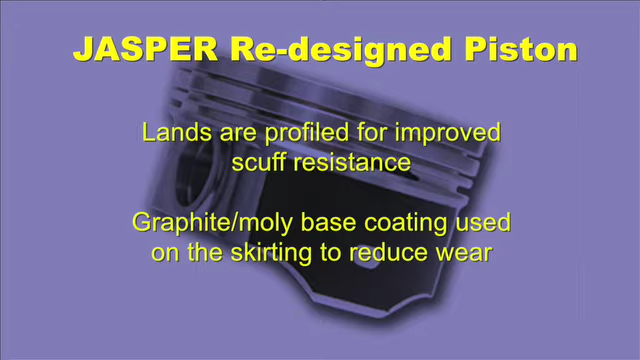 JASPER Re-designed Piston
Lands are profiled for improved
scuff resistance
Graphite/moly base coating used
on the skirting to reduce wear